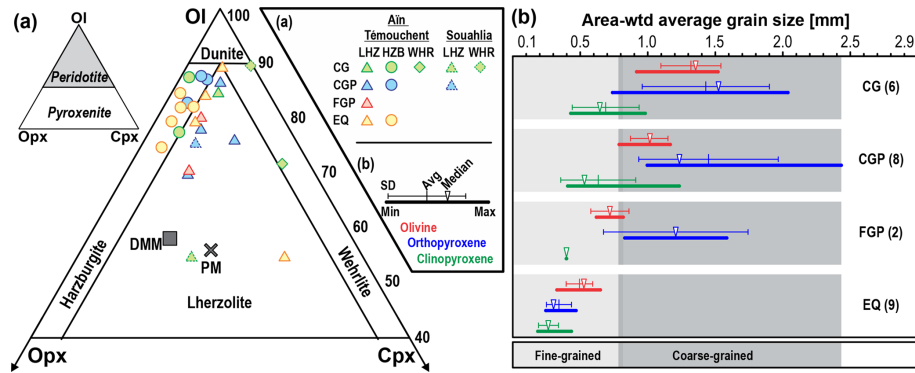 (a)
Ol
Peridotite
Pyroxenite
Opx
Cpx
Ol
100
Dunite
90
80
70
60
50
40
Harzburgite
Wehrlite
Lherzolite
DMM
PM
Opx
Cpx
(a)
Aïn
Témouchent
Souahlia
LHZ HZB WHR LHZ WHR
CG
CGP
FGP
EQ
(b)
SD
Avg
Median
Min
Max
Olivine
Orthopyroxene
Clinopyroxene
(b)
Area-wtd average grain size [mm]
0.1 0.5 1.0 1.5 2.0 2.5 2.9
CG (6)
CGP (8)
FGP (2)
EQ (9)
Fine-grained
Coarse-grained